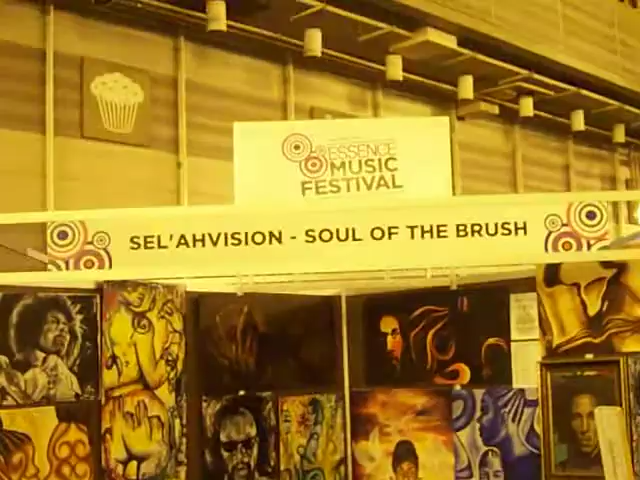 ESSENCE
MUSIC
FESTIVAL
SEL'AHVISION - SOUL OF THE BRUSH